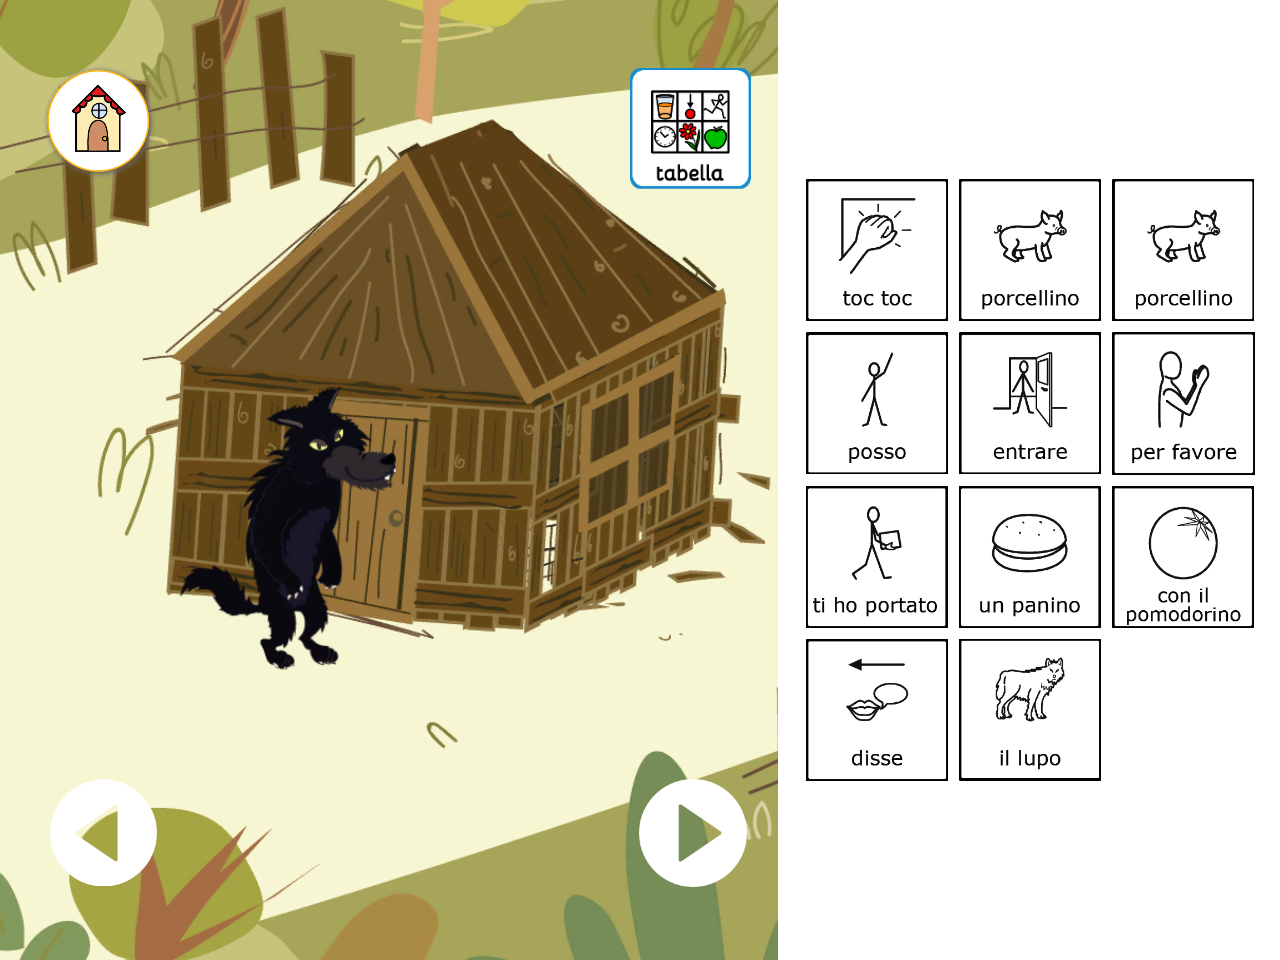 tabella
toc toc
porcellino
porcellino
posso
entrare
per favore
ti ho portato
un panino
con il
pomodorino
disse
il lupo